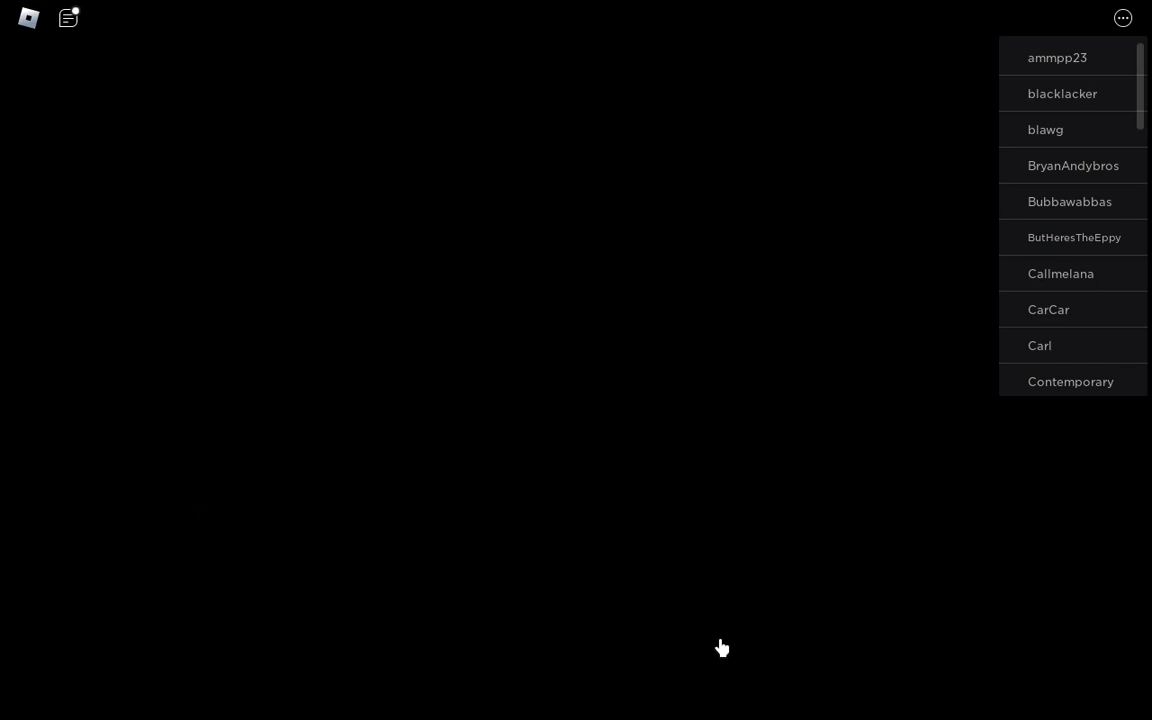 ammpp23
blacklacker
blawg
BryanAndybros
Bubbawabbas
ButHeresTheEppy
Callmelana
CarCar
Carl
Contemporary